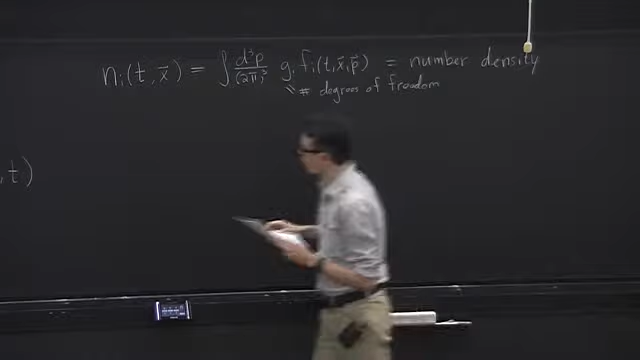 n_i(t, x⃗) = ∫ d³p/(2π)³ g_i f_i(t, x⃗, p⃗) = number density
# degrees of freedom
, t)